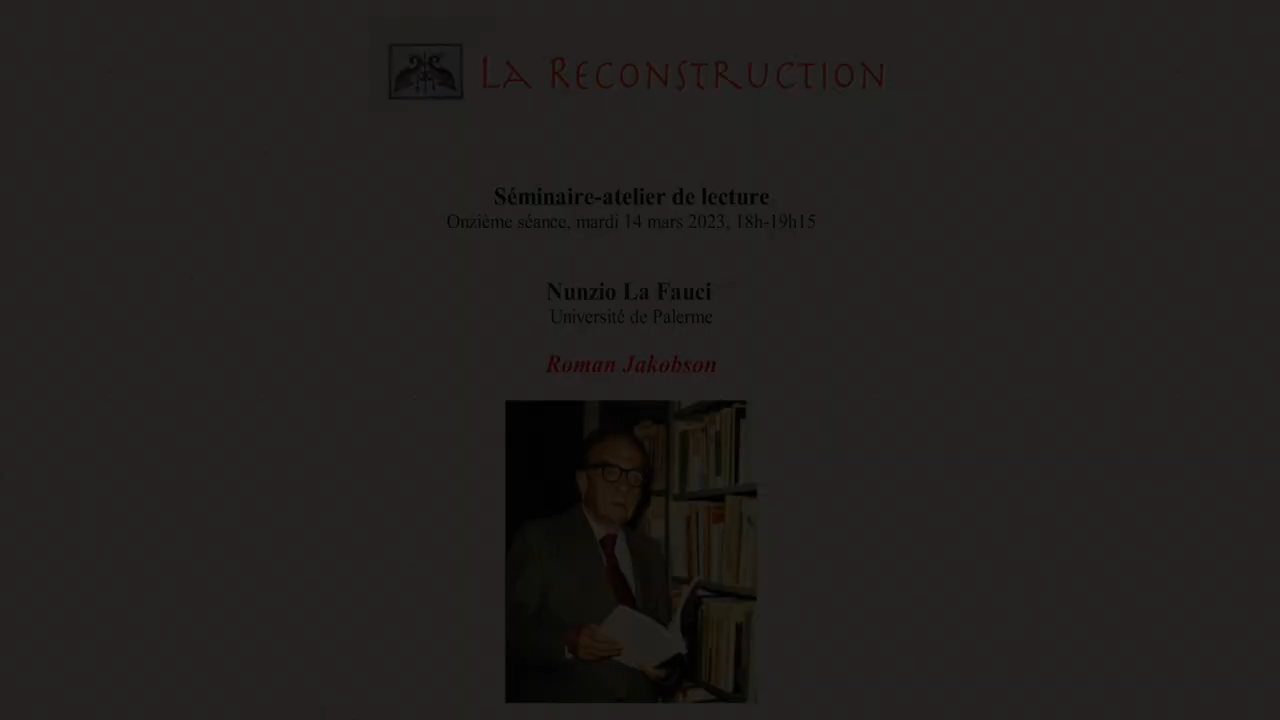 La Reconstruction
Séminaire-atelier de lecture
Onzième séance, mardi 14 mars 2023, 18h-19h15
Nunzio La Fauci
Université de Palerme
Roman Jakobson